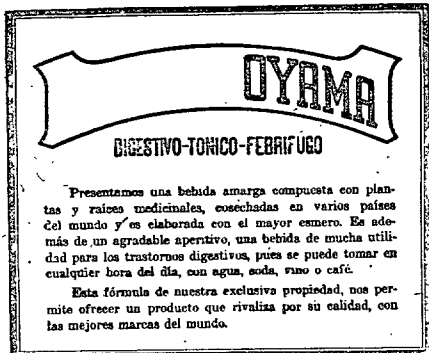 OYAMA
DIGESTIVO-TONICO-FEBRIFUGO
Presentamos una bebida amarga compuesta con plan-
tas y raíces medicinales, cosechadas en varios países
del mundo y es elaborada con el mayor esmero. Es ade-
más de un agradable aperitivo, una bebida de mucha utili-
dad para los trastornos digestivos, pues se puede tomar en
cualquier hora del día, con agua, soda, vino o café.
Esta fórmula de nuestra exclusiva propiedad, nos per-
mite ofrecer un producto que rivaliza por su calidad, con
las mejores marcas del mundo.